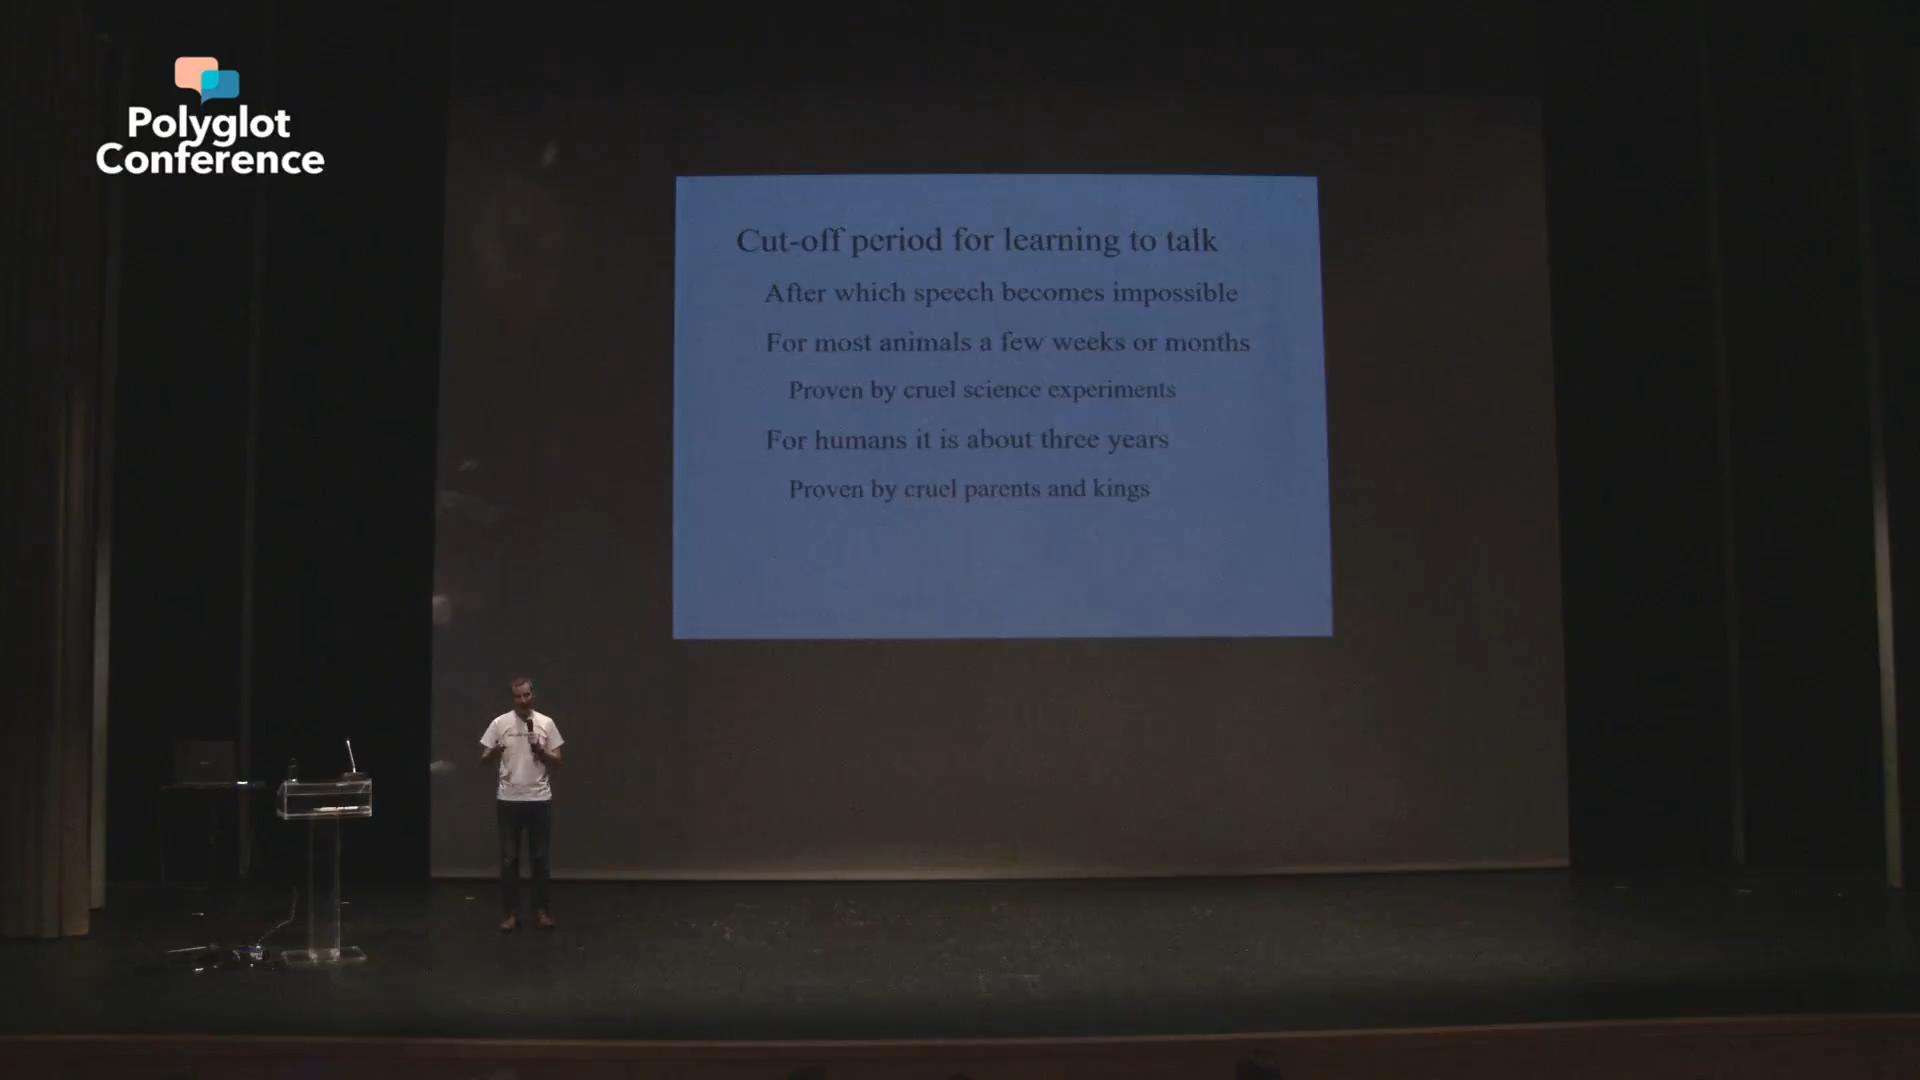 Polyglot
Conference
Cut-off period for learning to talk
After which speech becomes impossible
For most animals a few weeks or months
Proven by cruel science experiments
For humans it is about three years
Proven by cruel parents and kings